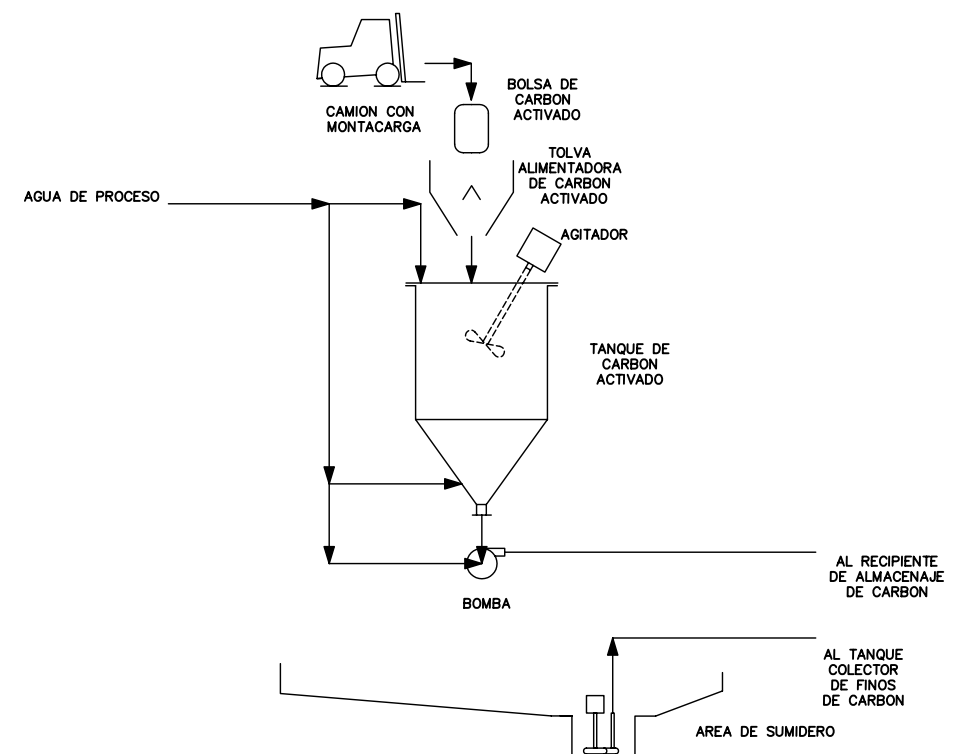 BOLSA DE
CARBON
ACTIVADO
CAMION CON
MONTACARGA
TOLVA
ALIMENTADORA
DE CARBON
ACTIVADO
AGUA DE PROCESO
AGITADOR
TANQUE DE
CARBON
ACTIVADO
AL RECIPIENTE
DE ALMACENAJE
DE CARBON
BOMBA
AL TANQUE
COLECTOR
DE FINOS
DE CARBON
AREA DE SUMIDERO